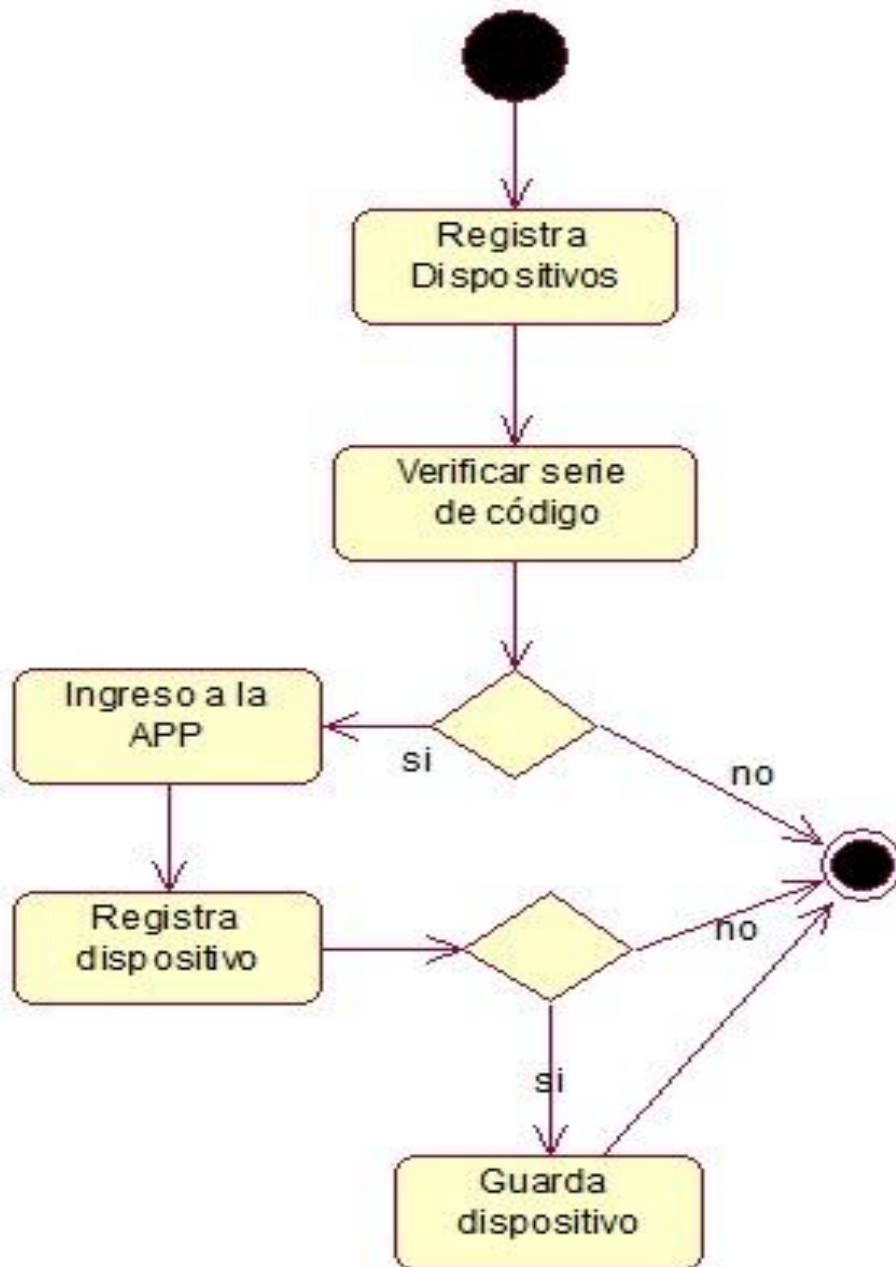 Registra
Dispositivos
Verificar serie
de código
Ingreso a la
APP
si
no
Registra
dispositivo
no
si
Guarda
dispositivo